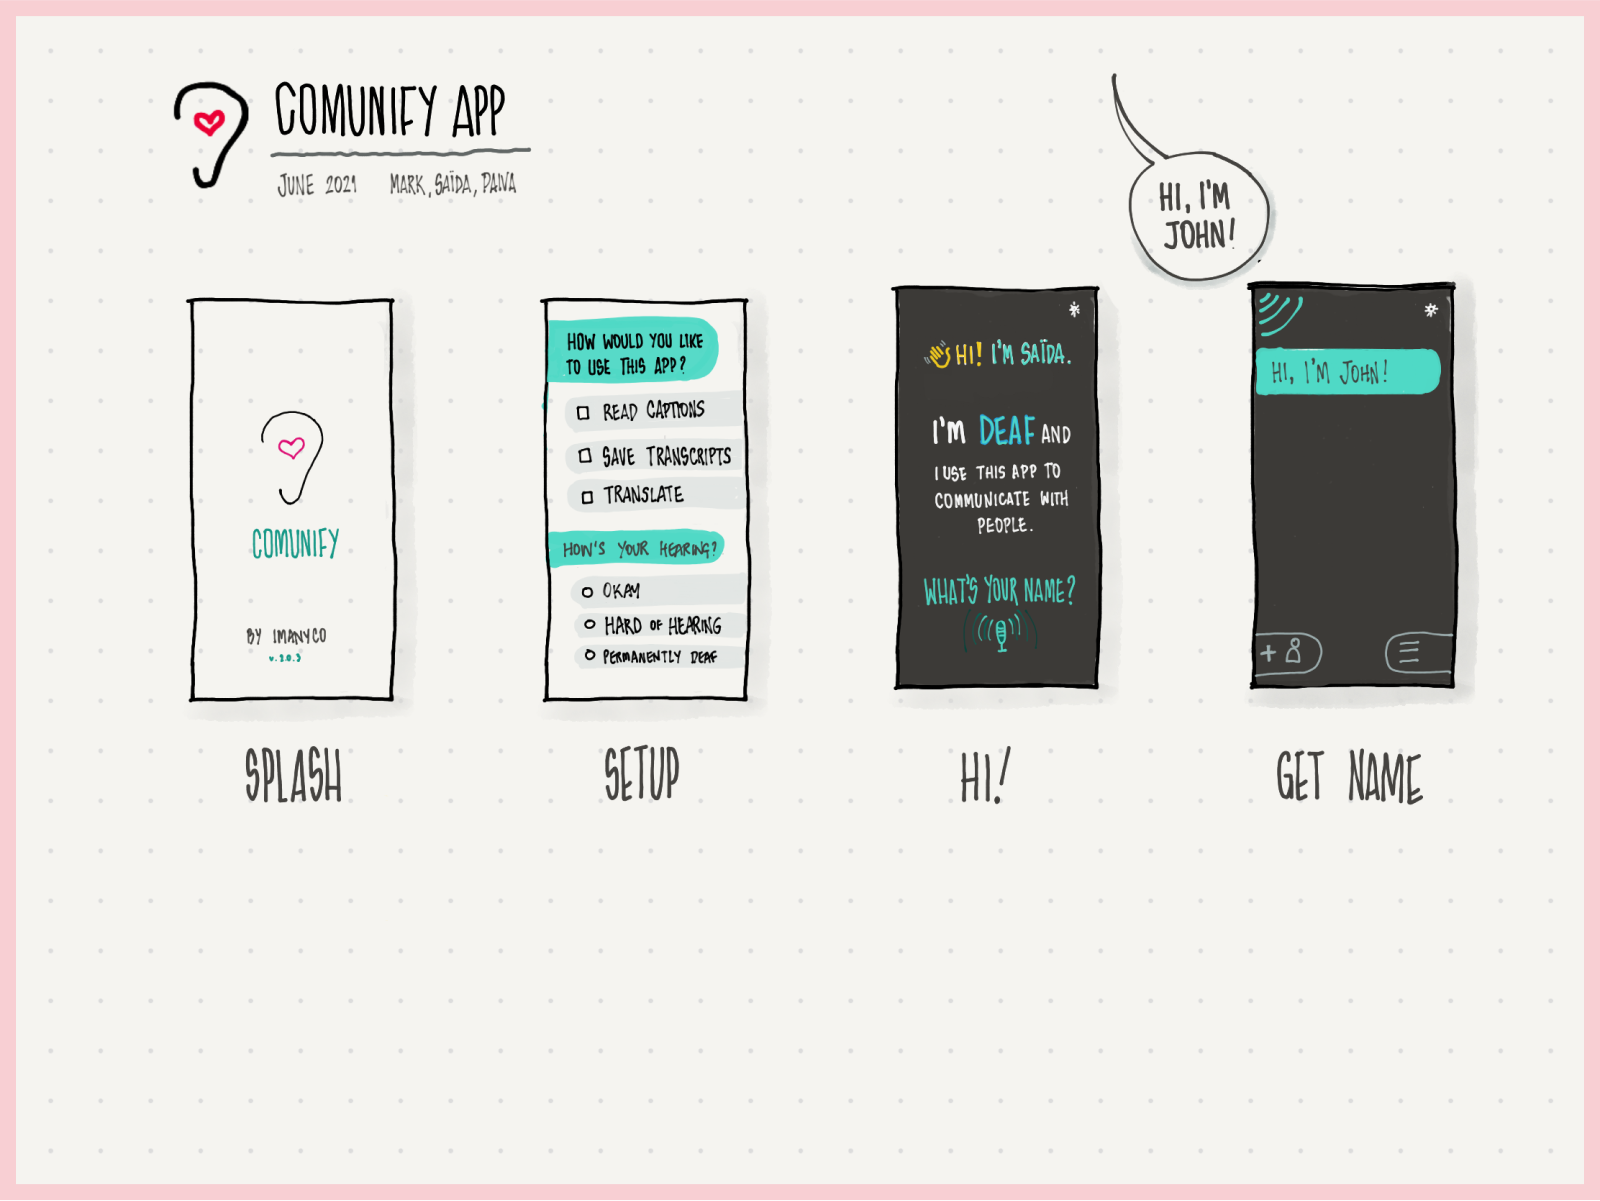 COMUNIFY APP
JUNE 2021 MARK, SAÏDA, PAIVA
HI, I'M
JOHN!
COMUNIFY
BY IMANYCO
SPLASH
HOW WOULD YOU LIKE
TO USE THIS APP?
READ CAPTIONS
SAVE TRANSCRIPTS
TRANSLATE
HOW'S YOUR HEARING?
OKAY
HARD OF HEARING
PERMANENTLY DEAF
SETUP
HI! I'M SAÏDA.
I'M DEAF AND
I USE THIS APP TO
COMMUNICATE WITH
PEOPLE.
WHAT'S YOUR NAME?
HI!
HI, I'M JOHN!
GET NAME